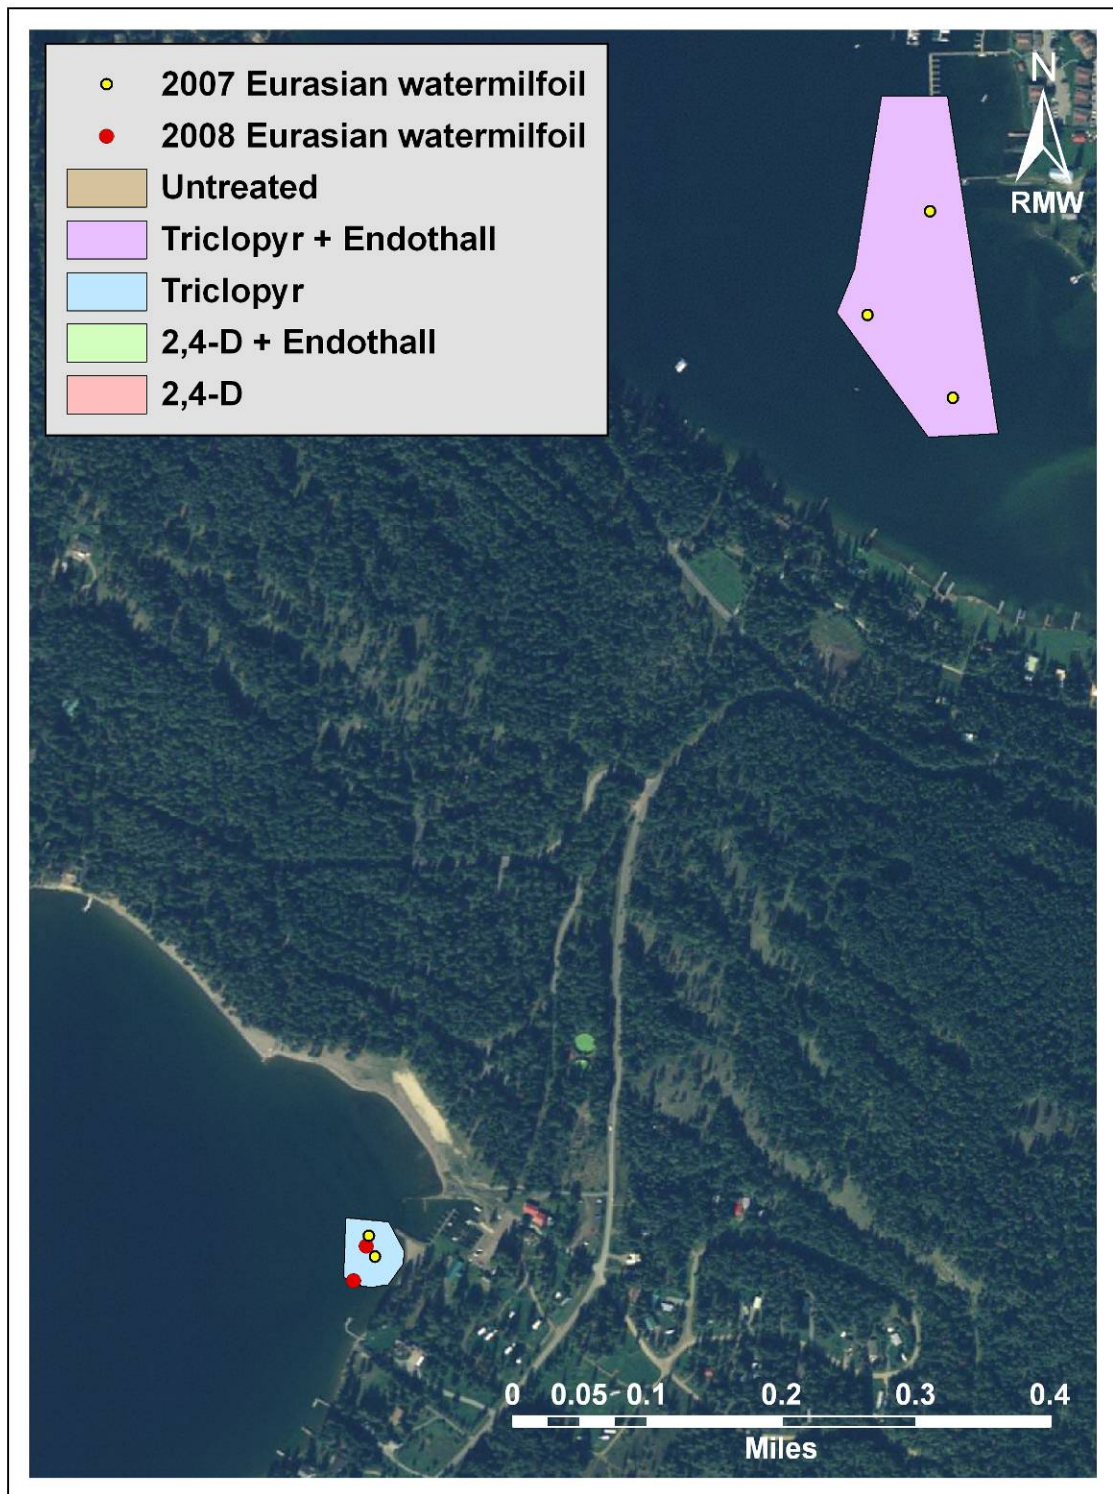 2007 Eurasian watermilfoil
2008 Eurasian watermilfoil
Untreated
Triclopyr + Endothall
Triclopyr
2,4-D + Endothall
2,4-D
N
RMW
0 0.05 0.1 0.2 0.3 0.4
Miles